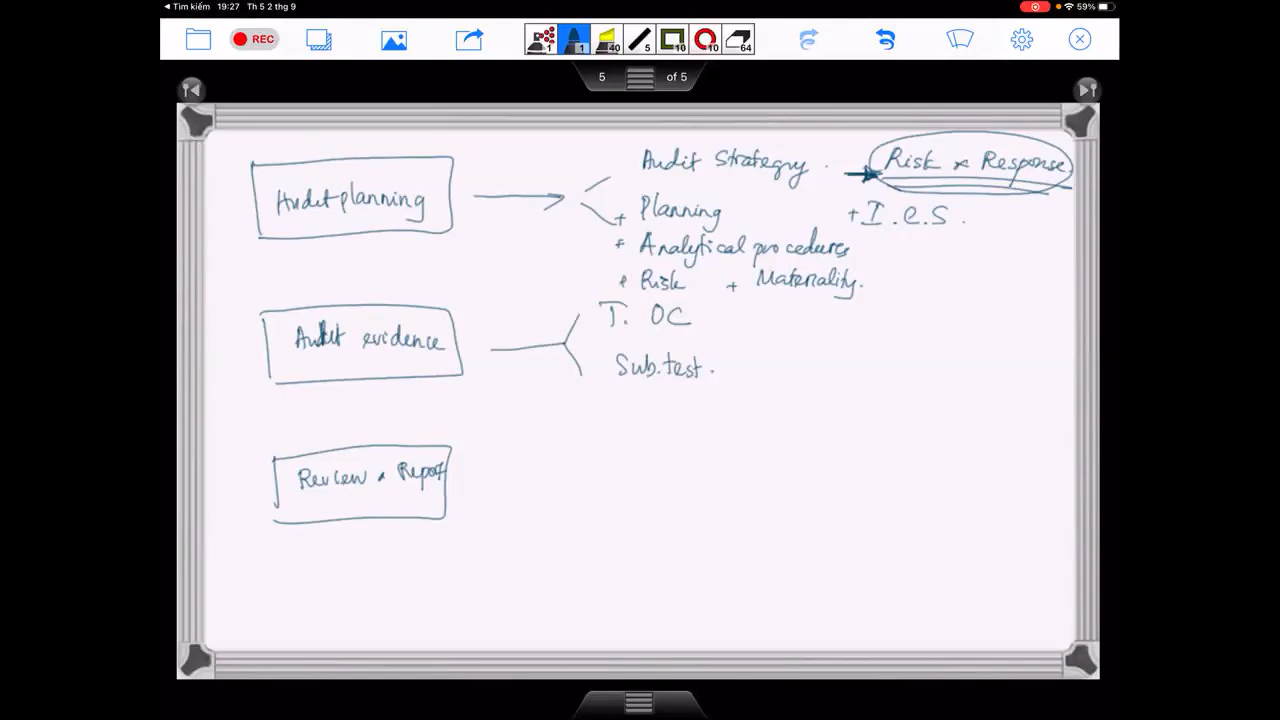 Tìm kiếm 19:27 Th 5 2 thg 9 59%
REC 1 1 40 5 10 10 64
5 of 5
Audit planning
Audit Strategy. Risk & Response
+ Planning + I.C.S.
+ Analytical procedures
+ Risk + Materiality.
Audit evidence
T. OC
Sub.test.
Review & Report